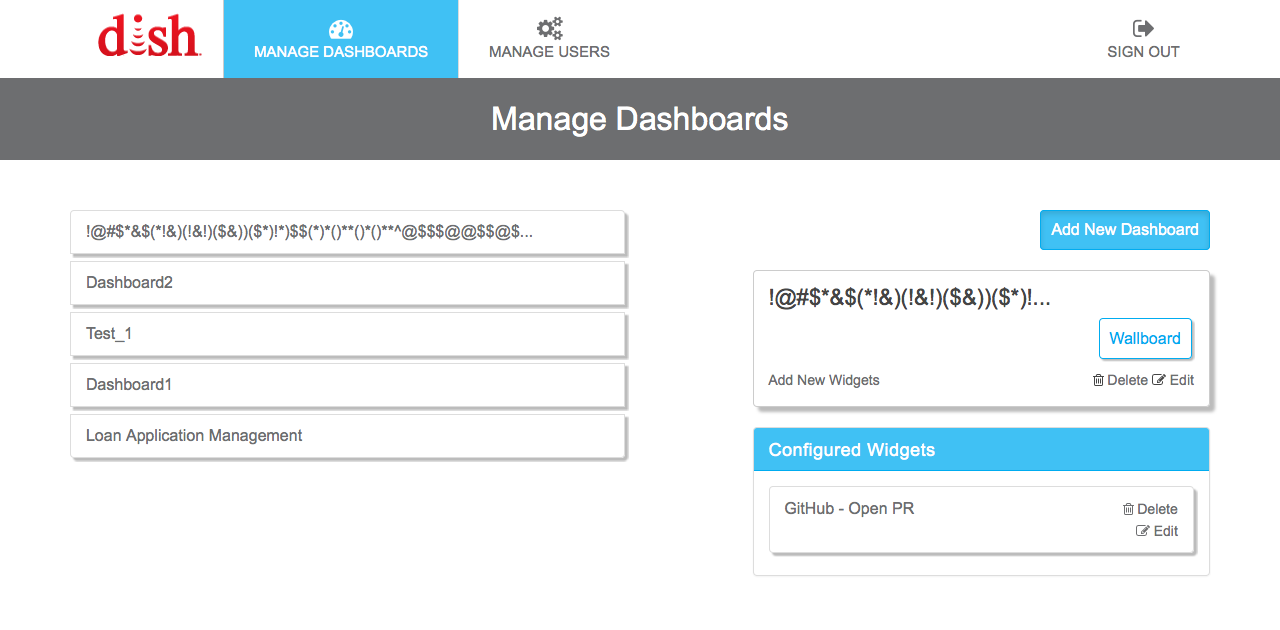 dish
MANAGE DASHBOARDS
MANAGE USERS
SIGN OUT
Manage Dashboards
!@#$*&$(*!&)(!&!)($&))($*)!*)$$(*)*()**()*()**^@$$$@@$$@$...
Dashboard2
Test_1
Dashboard1
Loan Application Management
Add New Dashboard
!@#$*&$(*!&)(!&!)($&))($*)!...
Wallboard
Add New Widgets
Delete Edit
Configured Widgets
GitHub - Open PR
Delete
Edit